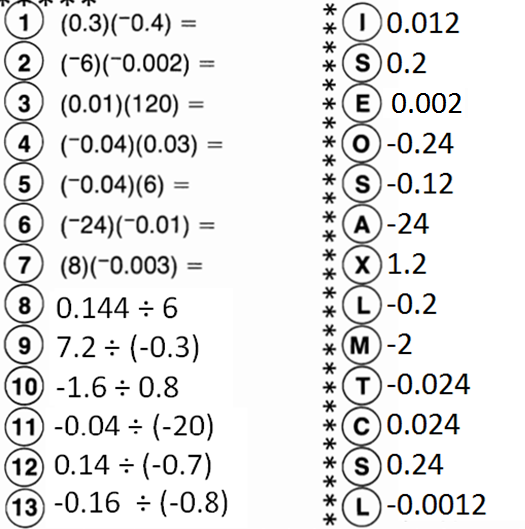 * * * * *
1 (0.3)(⁻0.4) = * I 0.012
2 (⁻6)(⁻0.002) = * S 0.2
3 (0.01)(120) = * E 0.002
4 (⁻0.04)(0.03) = * O -0.24
5 (⁻0.04)(6) = * S -0.12
6 (⁻24)(⁻0.01) = * A -24
7 (8)(⁻0.003) = * X 1.2
8 0.144 ÷ 6 * L -0.2
9 7.2 ÷ (-0.3) * M -2
10 -1.6 ÷ 0.8 * T -0.024
11 -0.04 ÷ (-20) * C 0.024
12 0.14 ÷ (-0.7) * S 0.24
13 -0.16 ÷ (-0.8) * L -0.0012